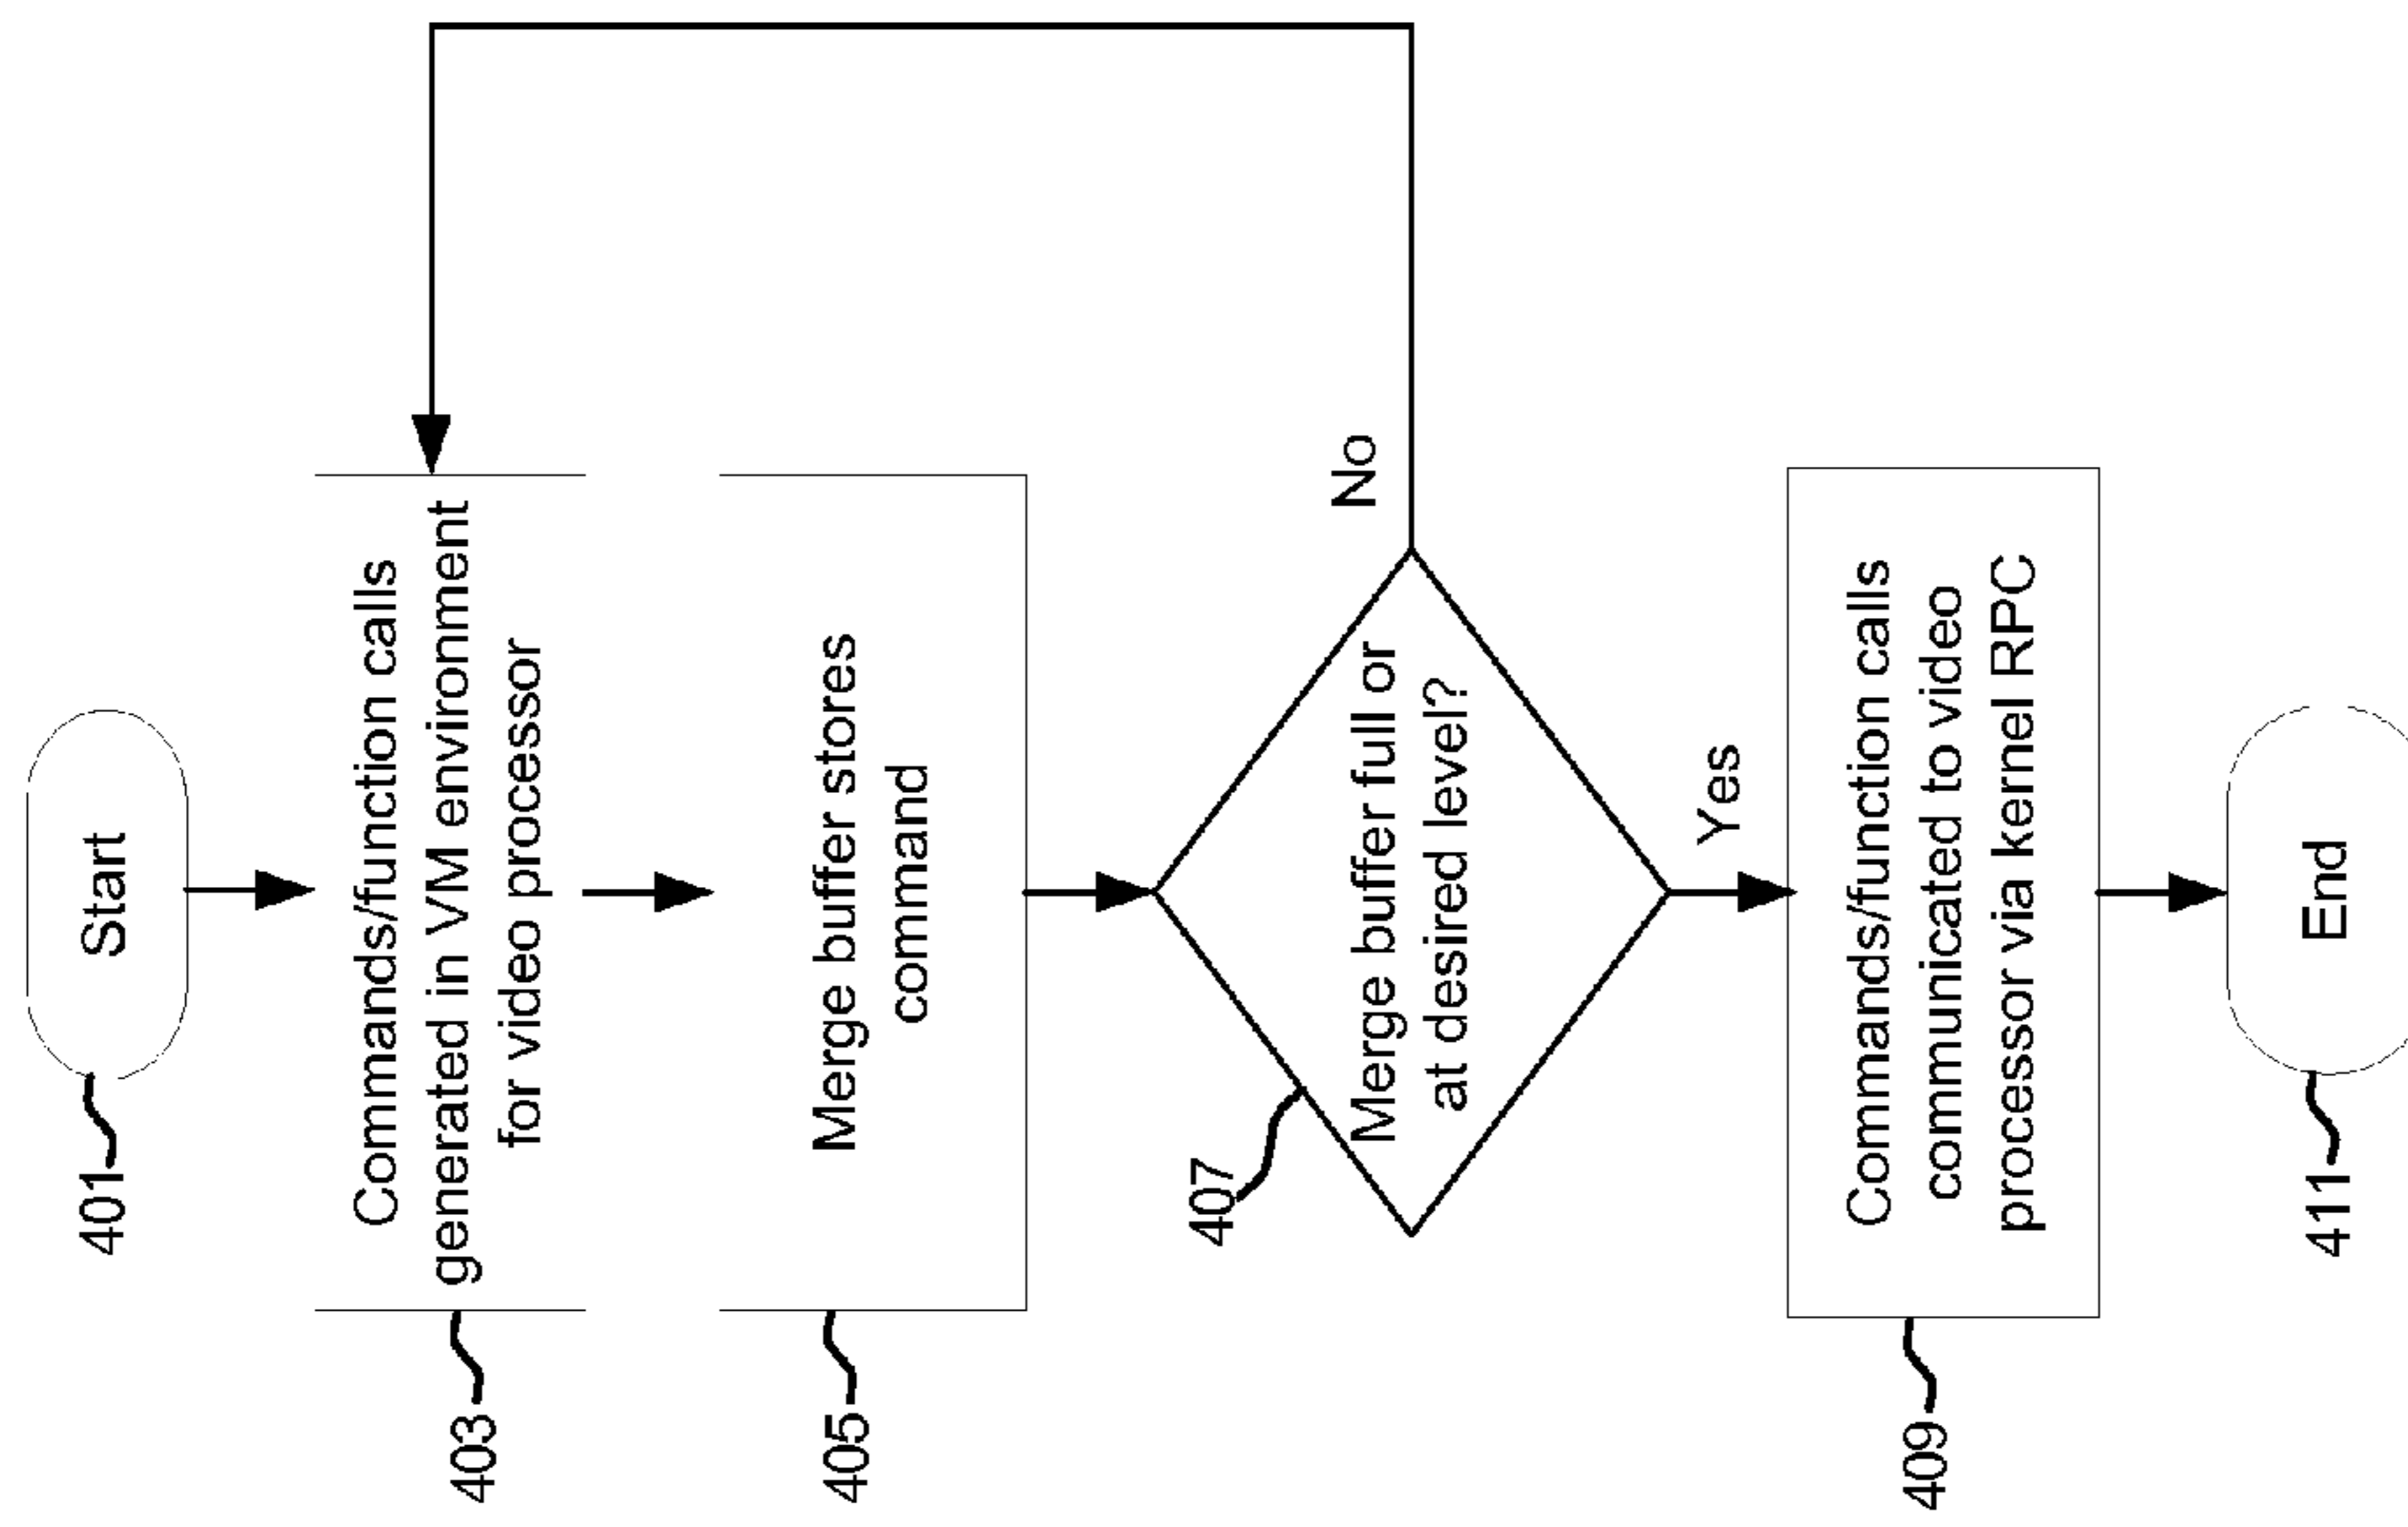 401
Start
403
Commands/function calls
generated in VM environment
for video processor
405
Merge buffer stores
command
407
Merge buffer full or
at desired level?
No
Yes
409
Commands/function calls
communicated to video
processor via kernel RPC
411
End